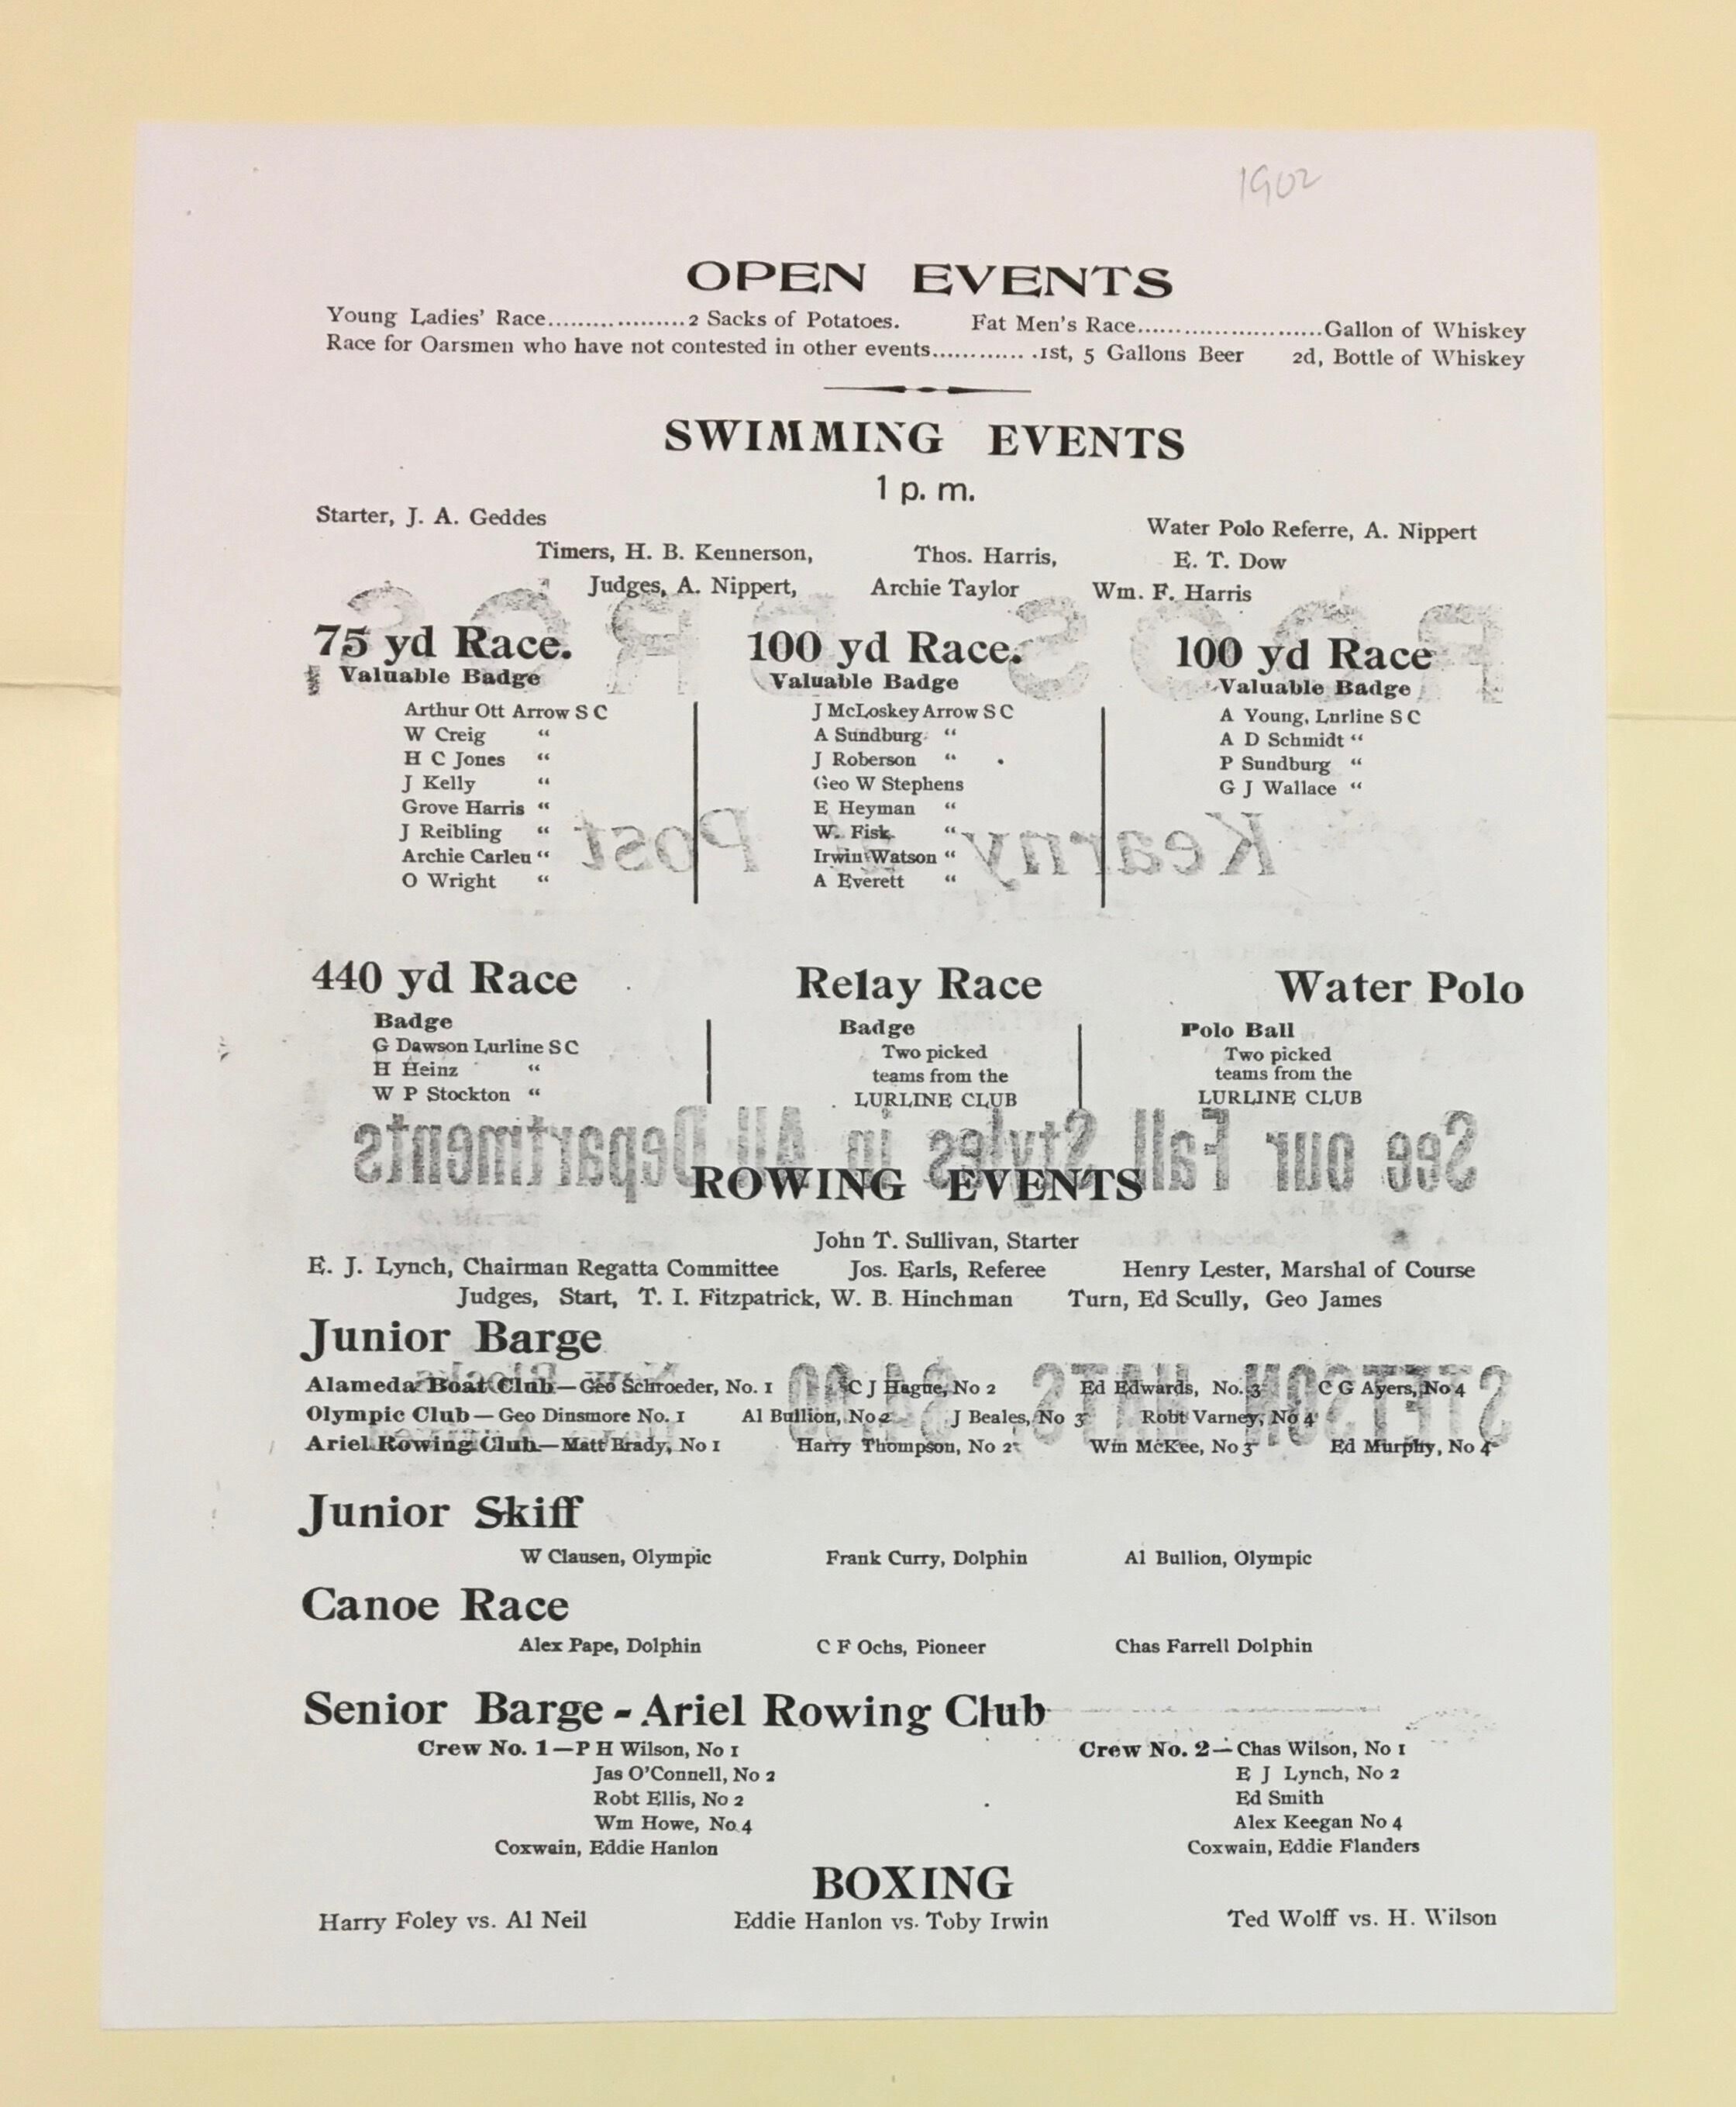 1902
OPEN EVENTS
Young Ladies' Race..................2 Sacks of Potatoes. Fat Men's Race........................Gallon of Whiskey
Race for Oarsmen who have not contested in other events.............1st, 5 Gallons Beer 2d, Bottle of Whiskey
SWIMMING EVENTS
1 p. m.
Starter, J. A. Geddes Water Polo Referre, A. Nippert
Timers, H. B. Kennerson, Thos. Harris, E. T. Dow
Judges, A. Nippert, Archie Taylor Wm. F. Harris
ROOS BROS
75 yd Race. 100 yd Race. 100 yd Race
Valuable Badge Valuable Badge Valuable Badge
Arthur Ott Arrow S C J McLoskey Arrow S C A Young, Lnrline S C
W Creig “ A Sundburg “ A D Schmidt “
H C Jones “ J Roberson “ P Sundburg “
J Kelly “ Geo W Stephens G J Wallace “
Grove Harris “ E Heyman “
J Reibling “ W. Fisk “
Archie Carleu “ Irwin Watson “
O Wright “ A Everett “
Kearny at Post
440 yd Race Relay Race Water Polo
Badge Badge Polo Ball
G Dawson Lurline S C Two picked Two picked
H Heinz “ teams from the teams from the
W P Stockton “ LURLINE CLUB LURLINE CLUB
See our Fall Styles in All Departments
ROWING EVENTS
John T. Sullivan, Starter
E. J. Lynch, Chairman Regatta Committee Jos. Earls, Referee Henry Lester, Marshal of Course
Judges, Start, T. I. Fitzpatrick, W. B. Hinchman Turn, Ed Scully, Geo James
Junior Barge
STETSON HATS $4.00 New Blocks
Alameda Boat Club—Geo Schroeder, No. 1 C J Hague, No 2 Ed Edwards, No. 3 C G Ayers, No 4
Olympic Club—Geo Dinsmore No. 1 Al Bullion, No 2 J Beales, No 3 Robt Varney, No 4
Ariel Rowing Club—Matt Brady, No 1 Harry Thompson, No 2 Wm McKee, No 3 Ed Murphy, No 4
Junior Skiff
W Clausen, Olympic Frank Curry, Dolphin Al Bullion, Olympic
Canoe Race
Alex Pape, Dolphin C F Ochs, Pioneer Chas Farrell Dolphin
Senior Barge - Ariel Rowing Club
Crew No. 1—P H Wilson, No 1 Crew No. 2—Chas Wilson, No 1
Jas O'Connell, No 2 E J Lynch, No 2
Robt Ellis, No 2 Ed Smith
Wm Howe, No 4 Alex Keegan No 4
Coxwain, Eddie Hanlon Coxwain, Eddie Flanders
BOXING
Harry Foley vs. Al Neil Eddie Hanlon vs. Toby Irwin Ted Wolff vs. H. Wilson